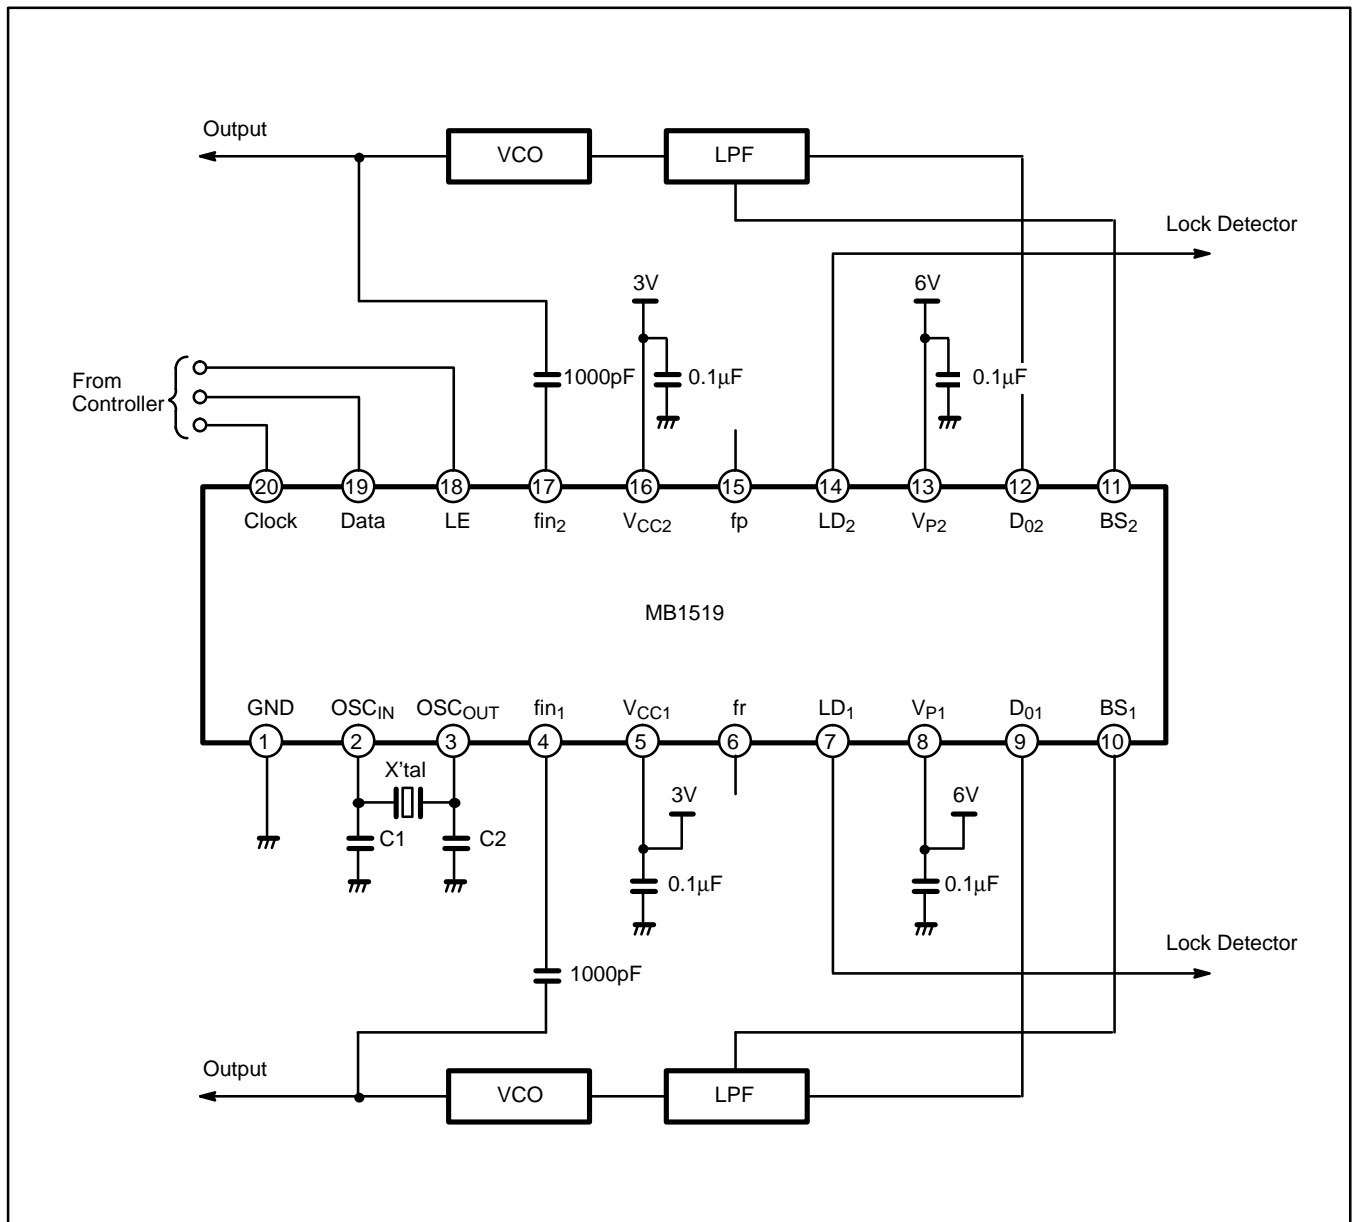 Output
VCO
LPF
Lock Detector
3V
6V
From
Controller
1000pF
0.1μF
0.1μF
20 19 18 17 16 15 14 13 12 11
Clock Data LE fin2 VCC2 fp LD2 VP2 D02 BS2
MB1519
GND OSCIN OSCOUT fin1 VCC1 fr LD1 VP1 D01 BS1
1 2 3 4 5 6 7 8 9 10
X'tal
3V
6V
C1
C2
0.1μF
0.1μF
Lock Detector
1000pF
Output
VCO
LPF